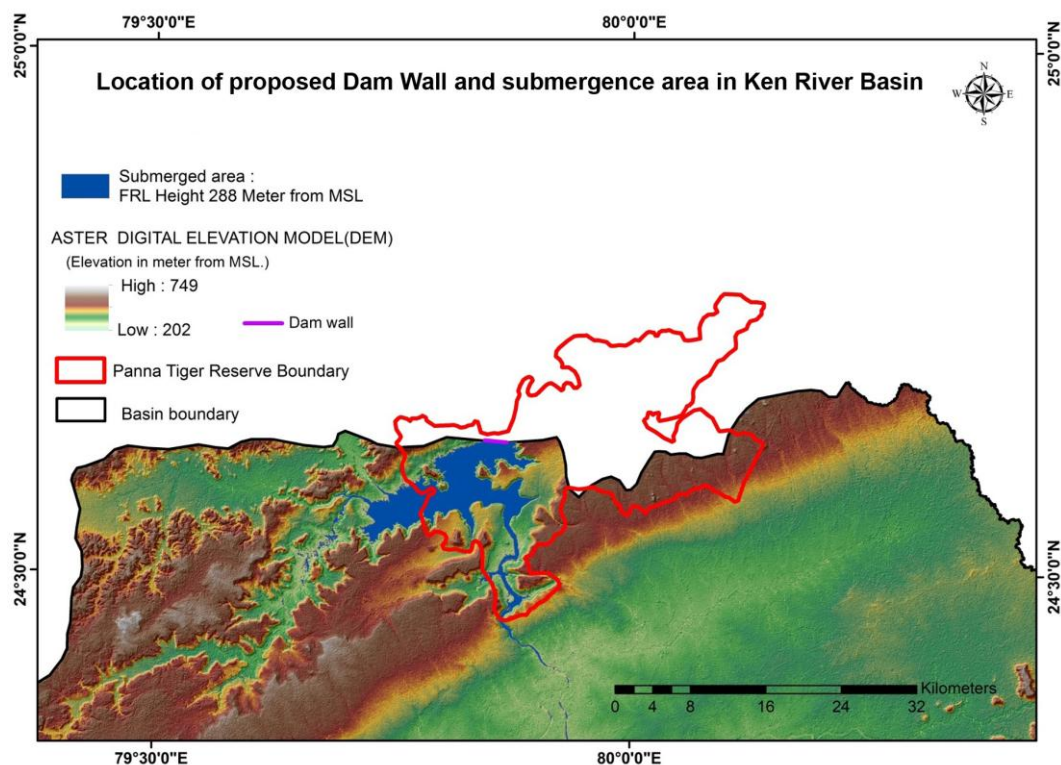 79°30'0"E
80°0'0"E
25°0'0"N
25°0'0"N
Location of proposed Dam Wall and submergence area in Ken River Basin
N
W
E
S
Submerged area :
FRL Height 288 Meter from MSL
ASTER DIGITAL ELEVATION MODEL(DEM)
(Elevation in meter from MSL.)
High : 749
Low : 202
Dam wall
Panna Tiger Reserve Boundary
Basin boundary
24°30'0"N
24°30'0"N
Kilometers
0 4 8 16 24 32
79°30'0"E
80°0'0"E